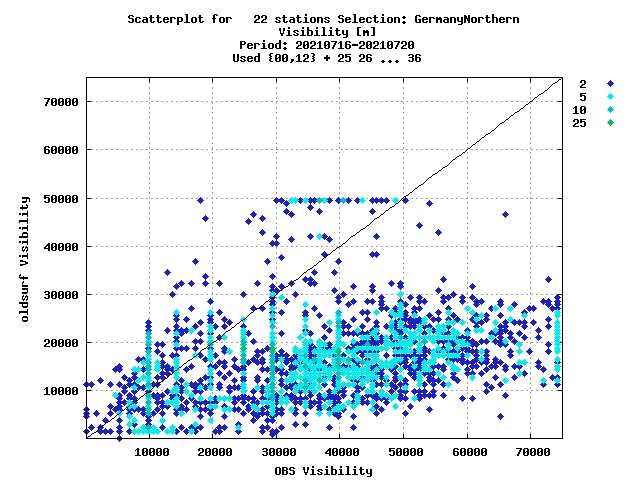 Scatterplot for 22 stations Selection: GermanyNorthern
Visibility [m]
Period: 20210716-20210720
Used {00,12} + 25 26 ... 36
2
5
10
25
70000
60000
50000
40000
30000
20000
10000
oldsurf Visibility
10000 20000 30000 40000 50000 60000 70000
OBS Visibility